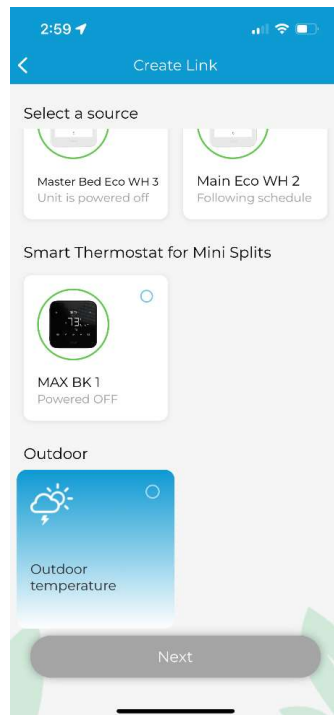 2:59
Create Link
Select a source
Master Bed Eco WH 3
Unit is powered off
Main Eco WH 2
Following schedule
Smart Thermostat for Mini Splits
73
MAX BK 1
Powered OFF
Outdoor
Outdoor
temperature
Next